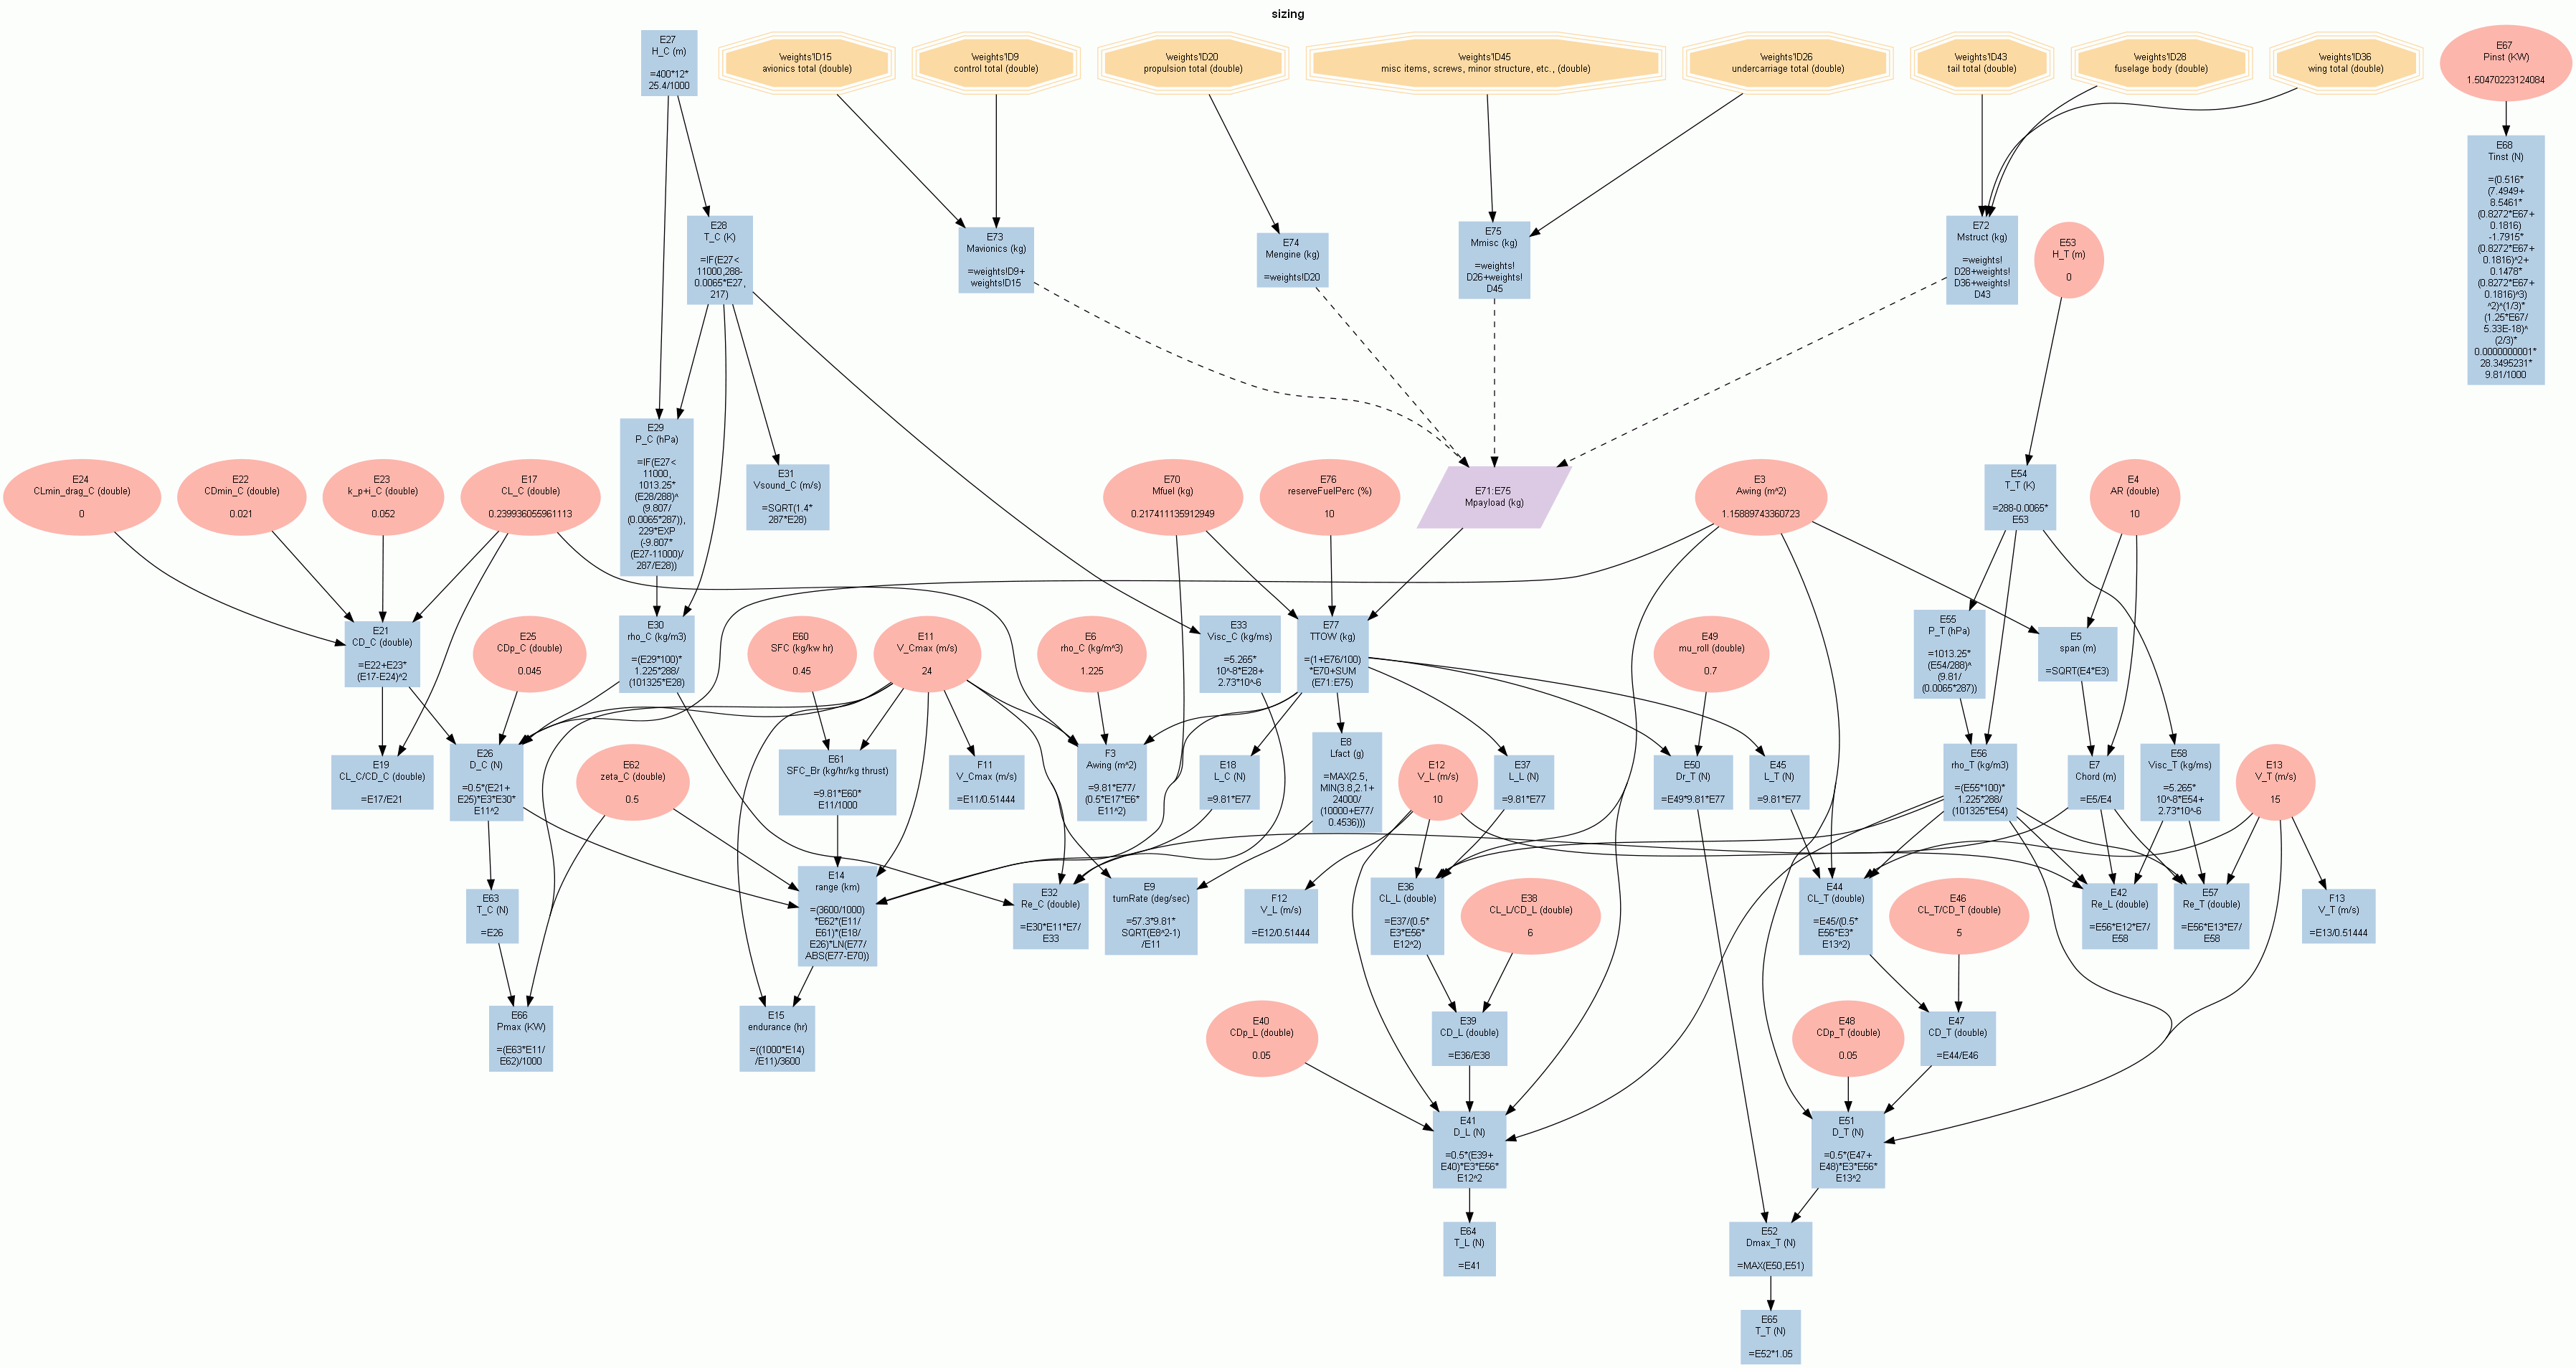 sizing
E27
H_C (m)
=400*12*
25.4/1000
'weights'!D15
avionics total (double)
'weights'!D9
control total (double)
'weights'!D20
propulsion total (double)
'weights'!D45
misc items, screws, minor structure, etc., (double)
'weights'!D26
undercarriage total (double)
'weights'!D43
tail total (double)
'weights'!D28
fuselage body (double)
'weights'!D36
wing total (double)
E67
Pinst (KW)
1.50470223124084
E68
Tinst (N)
=(0.516*
(7.4949+
8.5461*
(0.8272*E67+
0.1816)
-1.7915*
(0.8272*E67+
0.1816)^2+
0.1478*
(0.8272*E67+
0.1816)^3)
^2)^(1/3)*
(1.25*E67/
5.33E-18)^
(2/3)*
0.0000000001*
28.3495231*
9.81/1000
E28
T_C (K)
=IF(E27<
11000,288-
0.0065*E27,
217)
E73
Mavionics (kg)
=weights!D9+
weights!D15
E74
Mengine (kg)
=weights!D20
E75
Mmisc (kg)
=weights!
D26+weights!
D45
E72
Mstruct (kg)
=weights!
D28+weights!
D36+weights!
D43
E53
H_T (m)
0
E29
P_C (hPa)
=IF(E27<
11000,
1013.25*
(E28/288)^
(9.807/
(0.0065*287)),
229*EXP
(-9.807*
(E27-11000)/
287/E28))
E24
CLmin_drag_C (double)
0
E22
CDmin_C (double)
0.021
E23
k_p+i_C (double)
0.052
E17
CL_C (double)
0.239936055961113
E31
Vsound_C (m/s)
=SQRT(1.4*
287*E28)
E70
Mfuel (kg)
0.217411135912949
E76
reserveFuelPerc (%)
10
E71:E75
Mpayload (kg)
E3
Awing (m^2)
1.15889743360723
E54
T_T (K)
=288-0.0065*
E53
E4
AR (double)
10
E21
CD_C (double)
=E22+E23*
(E17-E24)^2
E25
CDp_C (double)
0.045
E30
rho_C (kg/m3)
=(E29*100)*
1.225*288/
(101325*E28)
E60
SFC (kg/kw hr)
0.45
E11
V_Cmax (m/s)
24
E6
rho_C (kg/m^3)
1.225
E33
Visc_C (kg/ms)
=5.265*
10^-8*E28+
2.73*10^-6
E77
TTOW (kg)
=(1+E76/100)
*E70+SUM
(E71:E75)
E49
mu_roll (double)
0.7
E55
P_T (hPa)
=1013.25*
(E54/288)^
(9.81/
(0.0065*287))
E5
span (m)
=SQRT(E4*E3)
E19
CL_C/CD_C (double)
=E17/E21
E26
D_C (N)
=0.5*(E21+
E25)*E3*E30*
E11^2
E62
zeta_C (double)
0.5
E61
SFC_Br (kg/hr/kg thrust)
=9.81*E60*
E11/1000
F11
V_Cmax (m/s)
=E11/0.51444
F3
Awing (m^2)
=9.81*E77/
(0.5*E17*E6*
E11^2)
E18
L_C (N)
=9.81*E77
E8
Lfact (g)
=MAX(2.5,
MIN(3.8,2.1+
24000/
(10000+E77/
0.4536)))
E12
V_L (m/s)
10
E37
L_L (N)
=9.81*E77
E50
Dr_T (N)
=E49*9.81*E77
E45
L_T (N)
=9.81*E77
E56
rho_T (kg/m3)
=(E55*100)*
1.225*288/
(101325*E54)
E7
Chord (m)
=E5/E4
E58
Visc_T (kg/ms)
=5.265*
10^-8*E54+
2.73*10^-6
E13
V_T (m/s)
15
E63
T_C (N)
=E26
E14
range (km)
=(3600/1000)
*E62*(E11/
E61)*(E18/
E26)*LN(E77/
ABS(E77-E70))
E32
Re_C (double)
=E30*E11*E7/
E33
E9
turnRate (deg/sec)
=57.3*9.81*
SQRT(E8^2-1)
/E11
F12
V_L (m/s)
=E12/0.51444
E36
CL_L (double)
=E37/(0.5*
E3*E56*
E12^2)
E38
CL_L/CD_L (double)
6
E44
CL_T (double)
=E45/(0.5*
E56*E3*
E13^2)
E46
CL_T/CD_T (double)
5
E42
Re_L (double)
=E56*E12*E7/
E58
E57
Re_T (double)
=E56*E13*E7/
E58
F13
V_T (m/s)
=E13/0.51444
E66
Pmax (KW)
=(E63*E11/
E62)/1000
E15
endurance (hr)
=((1000*E14)
/E11)/3600
E40
CDp_L (double)
0.05
E39
CD_L (double)
=E36/E38
E48
CDp_T (double)
0.05
E47
CD_T (double)
=E44/E46
E41
D_L (N)
=0.5*(E39+
E40)*E3*E56*
E12^2
E51
D_T (N)
=0.5*(E47+
E48)*E3*E56*
E13^2
E64
T_L (N)
=E41
E52
Dmax_T (N)
=MAX(E50,E51)
E65
T_T (N)
=E52*1.05